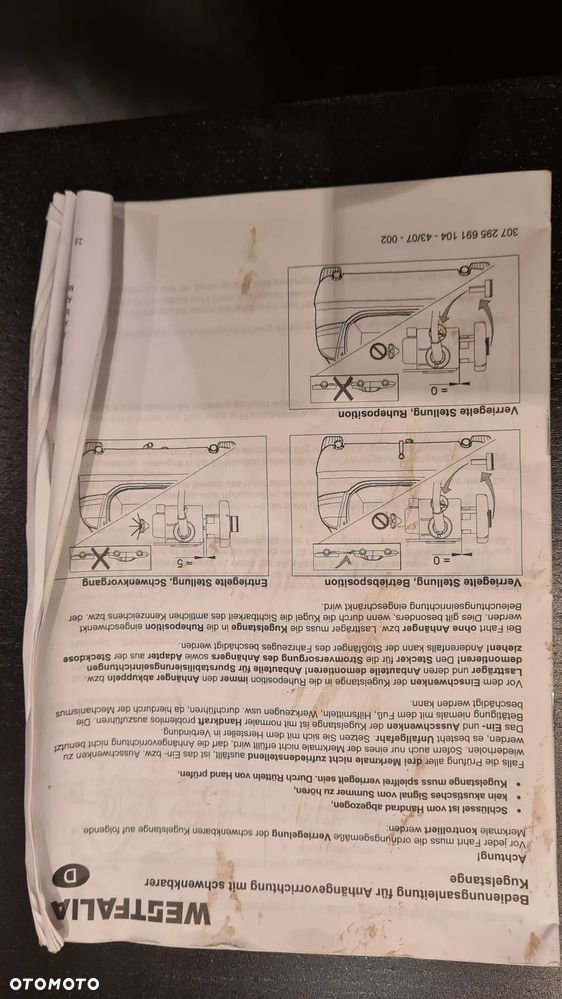 WESTFALIA
D
Bedienungsanleitung für Anhängevorrichtung mit schwenkbarer
Kugelstange
Achtung!
Vor jeder Fahrt muss die ordnungsgemäße Verriegelung der schwenkbaren Kugelstange auf folgende
Merkmale kontrolliert werden:
• Schlüssel ist vom Handrad abgezogen,
• kein akustisches Signal vom Summer zu hören,
• Kugelstange muss spielfrei verriegelt sein. Durch Rütteln von Hand prüfen.
Falls die Prüfung aller drei Merkmale nicht zufriedenstellend ausfällt, ist das Ein- bzw. Ausschwenken zu
wiederholen. Sofern auch nur eines der Merkmale nicht erfüllt wird, darf die Anhängevorrichtung nicht benutzt
werden, es besteht Unfallgefahr. Setzen Sie sich mit dem Hersteller in Verbindung.
Das Ein- und Ausschwenken der Kugelstange ist mit normaler Handkraft problemlos auszuführen. Die
Betätigung niemals mit dem Fuß, Hilfsmitteln, Werkzeugen usw. durchführen, da hierdurch der Mechanismus
beschädigt werden kann.
Vor dem Einschwenken der Kugelstange in die Ruheposition immer den Anhänger abkuppeln bzw.
Lastträger und deren Anbauteile demontieren! Anbauteile für Sportstabilisierungseinrichtungen
demontieren! Den Stecker für die Stromversorgung des Anhängers sowie Adapter aus der Steckdose
ziehen! Anderenfalls kann der Stoßfänger des Fahrzeuges beschädigt werden.
Bei Fahrt ohne Anhänger bzw. Lastträger muss die Kugelstange in die Ruheposition eingeschwenkt
werden. Dies gilt besonders, wenn durch die Kugel die Sichtbarkeit des amtlichen Kennzeichens bzw. der
Beleuchtungseinrichtung eingeschränkt wird.
Verriegelte Stellung, Betriebsposition
= 0
Entriegelte Stellung, Schwenkvorgang
≈ 5
Verriegelte Stellung, Ruheposition
= 0
307 295 691 104 - 43/07 - 002
16
OTOMOTO